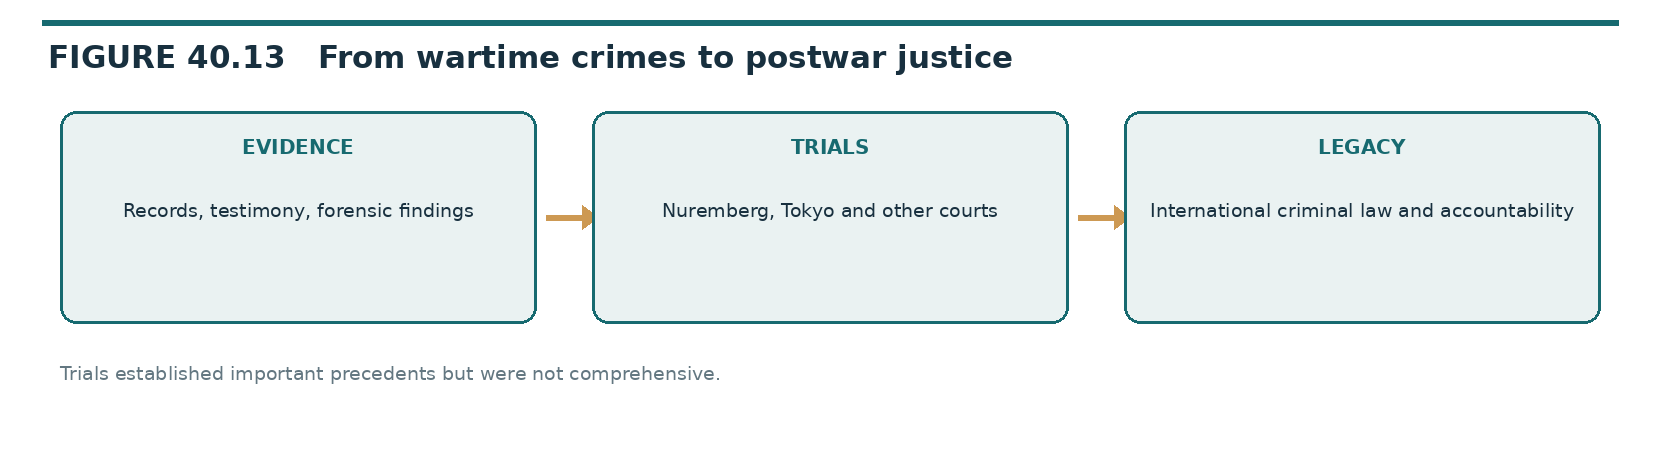 FIGURE 40.13 From wartime crimes to postwar justice
EVIDENCE
Records, testimony, forensic findings
TRIALS
Nuremberg, Tokyo and other courts
LEGACY
International criminal law and accountability
Trials established important precedents but were not comprehensive.